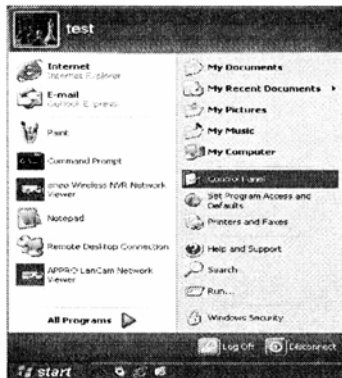 test
Internet
Internet Explorer
E-mail
Outlook Express
Paint
Command Prompt
Wireless NVR Network
Viewer
Notepad
Remote Desktop Connection
APPRO LanCam Network
Viewer
All Programs
My Documents
My Recent Documents
My Pictures
My Music
My Computer
Control Panel
Set Program Access and
Defaults
Printers and Faxes
Help and Support
Search
Run...
Windows Security
Log Off
Disconnect
start